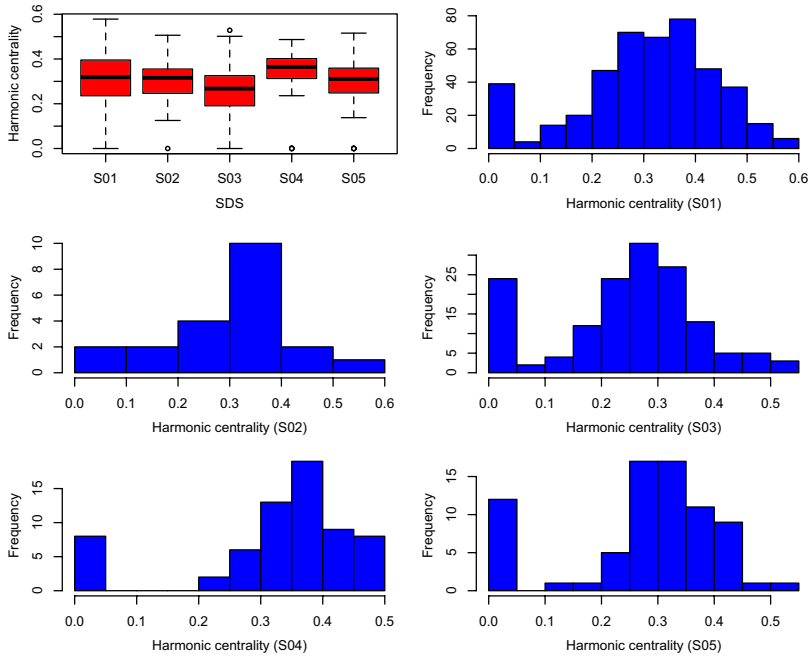 Harmonic centrality
0.0 0.2 0.4 0.6
S01 S02 S03 S04 S05
SDS
Frequency
0 20 40 60 80
0.0 0.1 0.2 0.3 0.4 0.5 0.6
Harmonic centrality (S01)
Frequency
0 2 4 6 8 10
0.0 0.1 0.2 0.3 0.4 0.5 0.6
Harmonic centrality (S02)
Frequency
0 5 15 25
0.0 0.1 0.2 0.3 0.4 0.5
Harmonic centrality (S03)
Frequency
0 5 10 15
0.0 0.1 0.2 0.3 0.4 0.5
Harmonic centrality (S04)
Frequency
0 5 10 15
0.0 0.1 0.2 0.3 0.4 0.5
Harmonic centrality (S05)